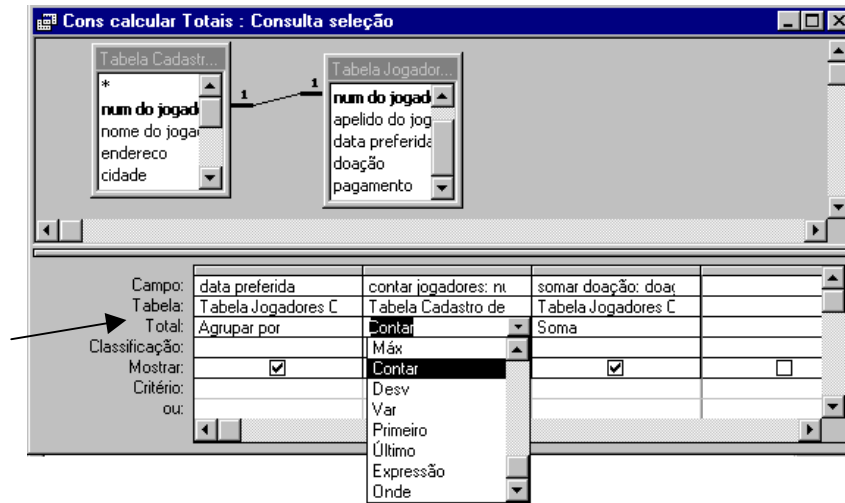 Cons calcular Totais : Consulta seleção
Tabela Cadastr...
*
num do jogad
nome do joga
endereco
cidade
1
1
Tabela Jogador...
num do jogad
apelido do jog
data preferida
doação
pagamento
Campo: data preferida contar jogadores: nu somar doação: doaç
Tabela: Tabela Jogadores C Tabela Cadastro de Tabela Jogadores C
Total: Agrupar por Contar Soma
Classificação:
Mostrar:
Critério:
ou:
Máx
Contar
Desv
Var
Primeiro
Último
Expressão
Onde